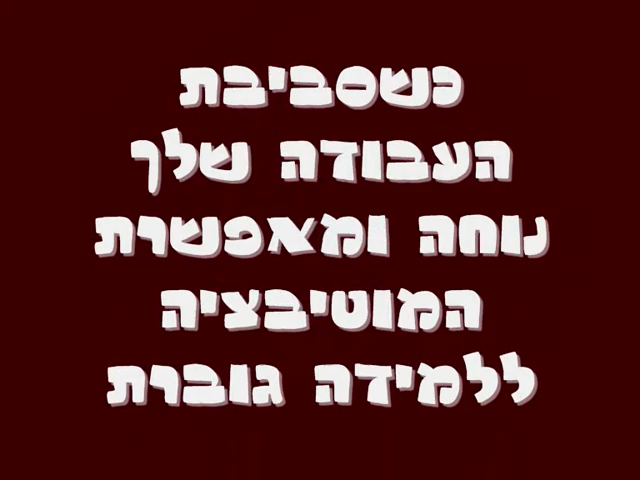 כשסביבת
העבודה שלך
נוחה ומאפשרת
המוטיבציה
ללמידה גוברת